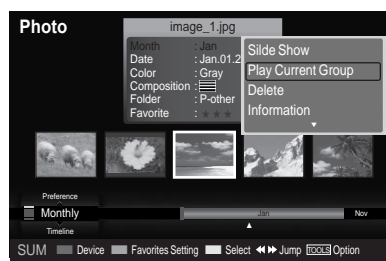 Photo
image_1.jpg
Month : Jan
Date : Jan.01.2
Color : Gray
Composition :
Folder : P-other
Favorite : ★★★
Silde Show
Play Current Group
Delete
Information
Preference
Monthly
Timeline
Jan
Nov
SUM Device Favorites Setting Select Jump TOOLS Option